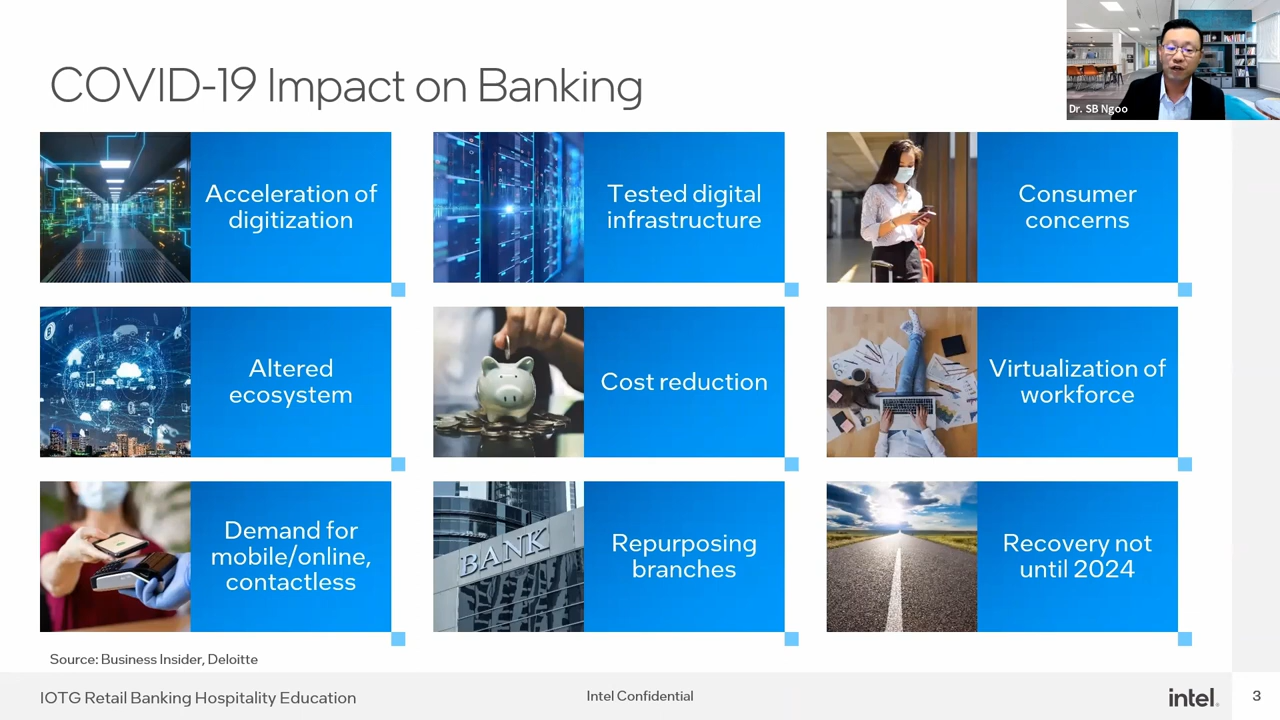 COVID-19 Impact on Banking
Dr. SB Ngoo
Acceleration of
digitization
Tested digital
infrastructure
Consumer
concerns
Altered
ecosystem
Cost reduction
Virtualization of
workforce
Demand for
mobile/online,
contactless
BANK
Repurposing
branches
Recovery not
until 2024
Source: Business Insider, Deloitte
IOTG Retail Banking Hospitality Education
Intel Confidential
intel.
3